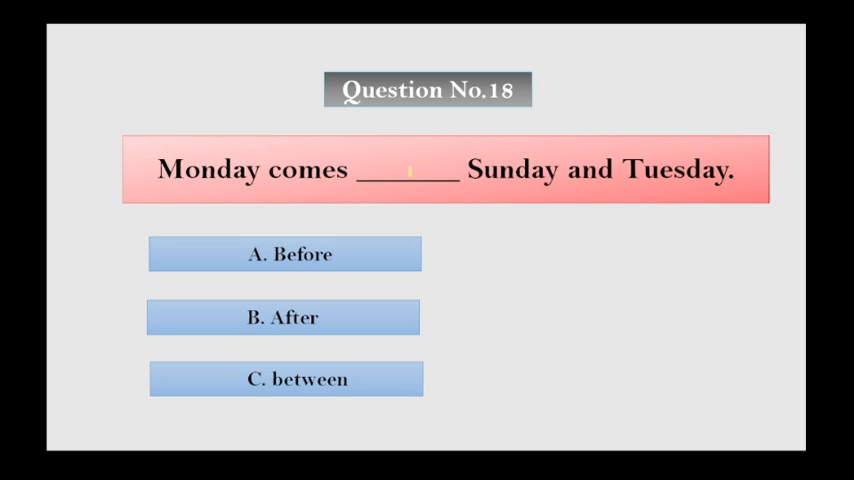 Question No.18
Monday comes _______ Sunday and Tuesday.
A. Before
B. After
C. between